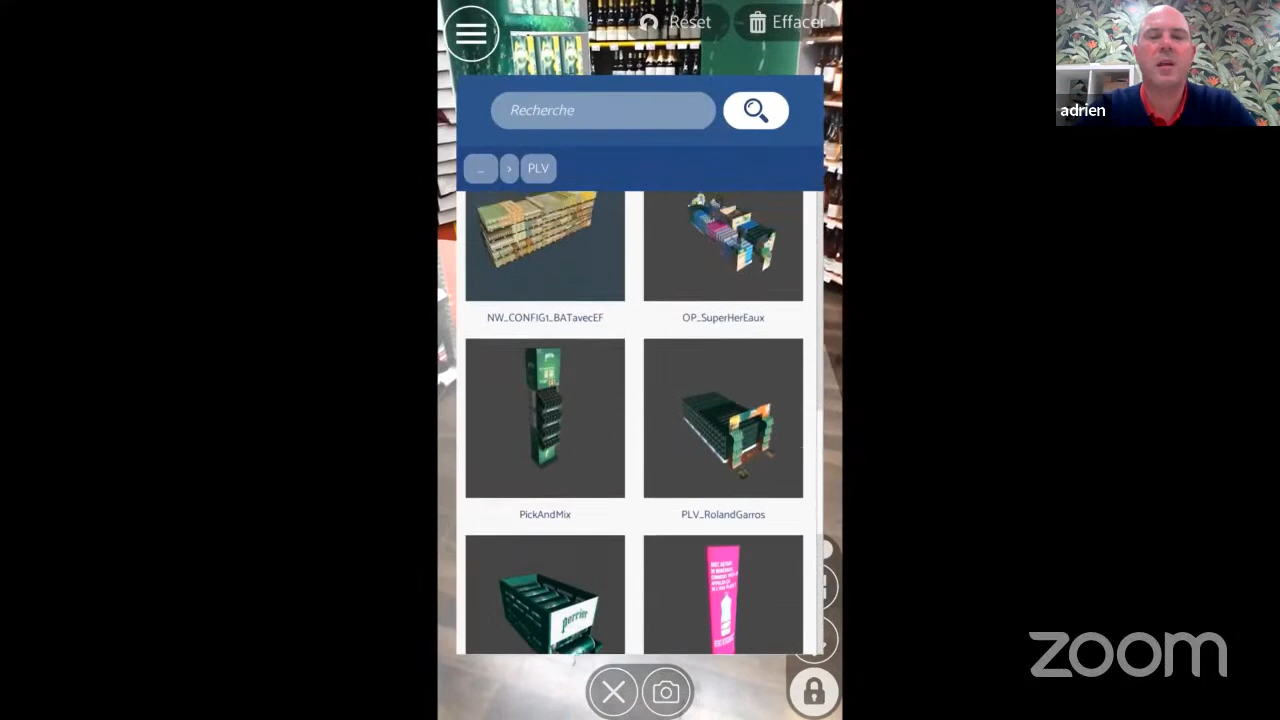 Reset
Effacer
Recherche
adrien
...
›
PLV
NW_CONFIG1_BATavecEF
OP_SuperHerEaux
PickAndMix
PLV_RolandGarros
perrier
zoom